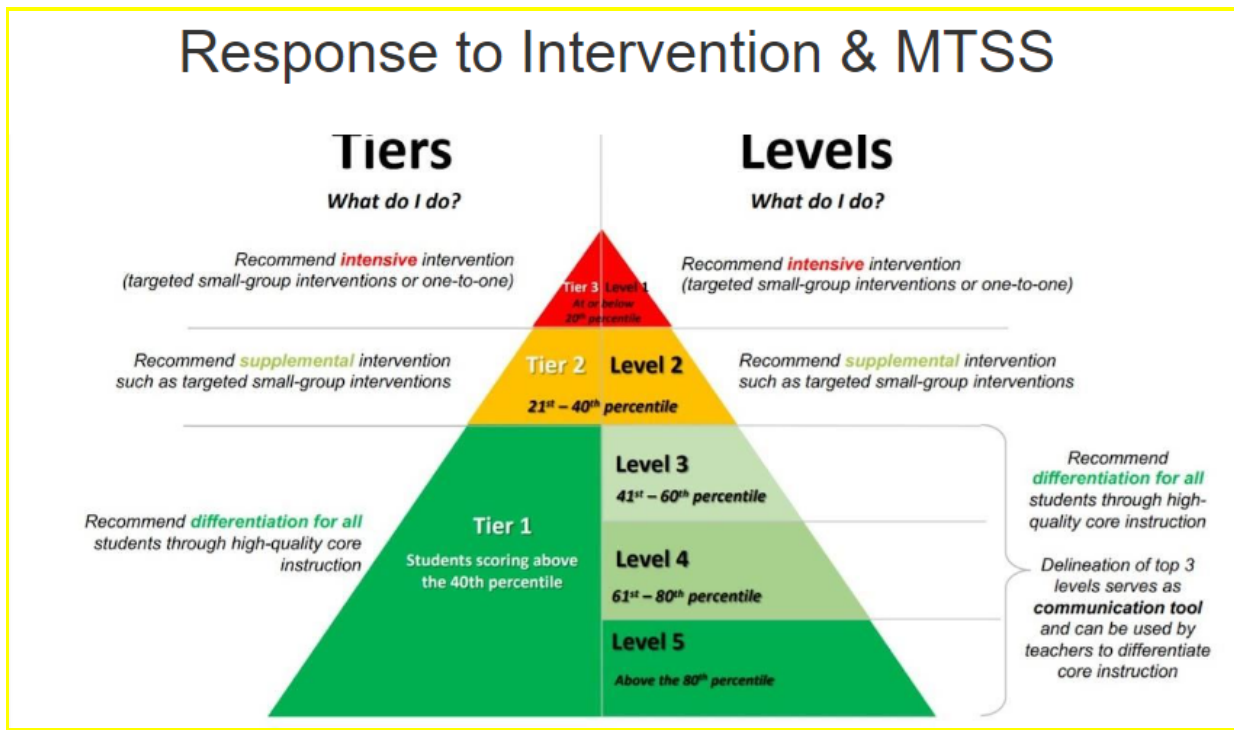 Response to Intervention & MTSS
Tiers
What do I do?
Levels
What do I do?
Recommend intensive intervention
(targeted small-group interventions or one-to-one)
Tier 3 Level 1
At or below
20th percentile
Recommend intensive intervention
(targeted small-group interventions or one-to-one)
Recommend supplemental intervention
such as targeted small-group interventions
Tier 2 Level 2
21st – 40th percentile
Recommend supplemental intervention
such as targeted small-group interventions
Recommend differentiation for all
students through high-quality core
instruction
Tier 1
Students scoring above
the 40th percentile
Level 3
41st – 60th percentile
Level 4
61st – 80th percentile
Level 5
Above the 80th percentile
Recommend
differentiation for all
students through high-
quality core instruction
Delineation of top 3
levels serves as
communication tool
and can be used by
teachers to differentiate
core instruction